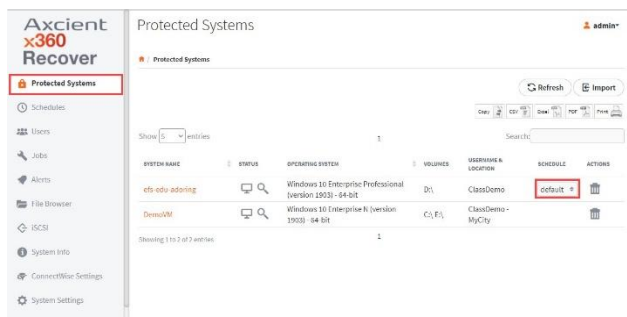 Axcient
x360
Recover
Protected Systems
Schedules
Users
Jobs
Alerts
File Browser
iSCSI
System Info
ConnectWise Settings
System Settings
Protected Systems
admin
/ Protected Systems
Refresh
Import
Copy CSV Excel PDF Print
Show 5 entries
1
Search:
SYSTEM NAME STATUS OPERATING SYSTEM VOLUMES USERNAME & LOCATION SCHEDULE ACTIONS
efs-edu-adoring
Windows 10 Enterprise Professional
(version 1903) - 64-bit
D:\
ClassDemo
default
DemoVM
Windows 10 Enterprise N (version
1903) - 64-bit
C:\, E:\
ClassDemo -
MyCity
Showing 1 to 2 of 2 entries
1